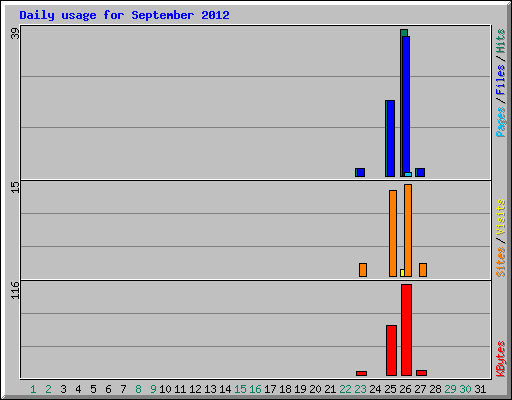 Daily usage for September 2012
39
Pages/Files/Hits
15
Sites/Visits
116
KBytes
1 2 3 4 5 6 7 8 9 10 11 12 13 14 15 16 17 18 19 20 21 22 23 24 25 26 27 28 29 30 31